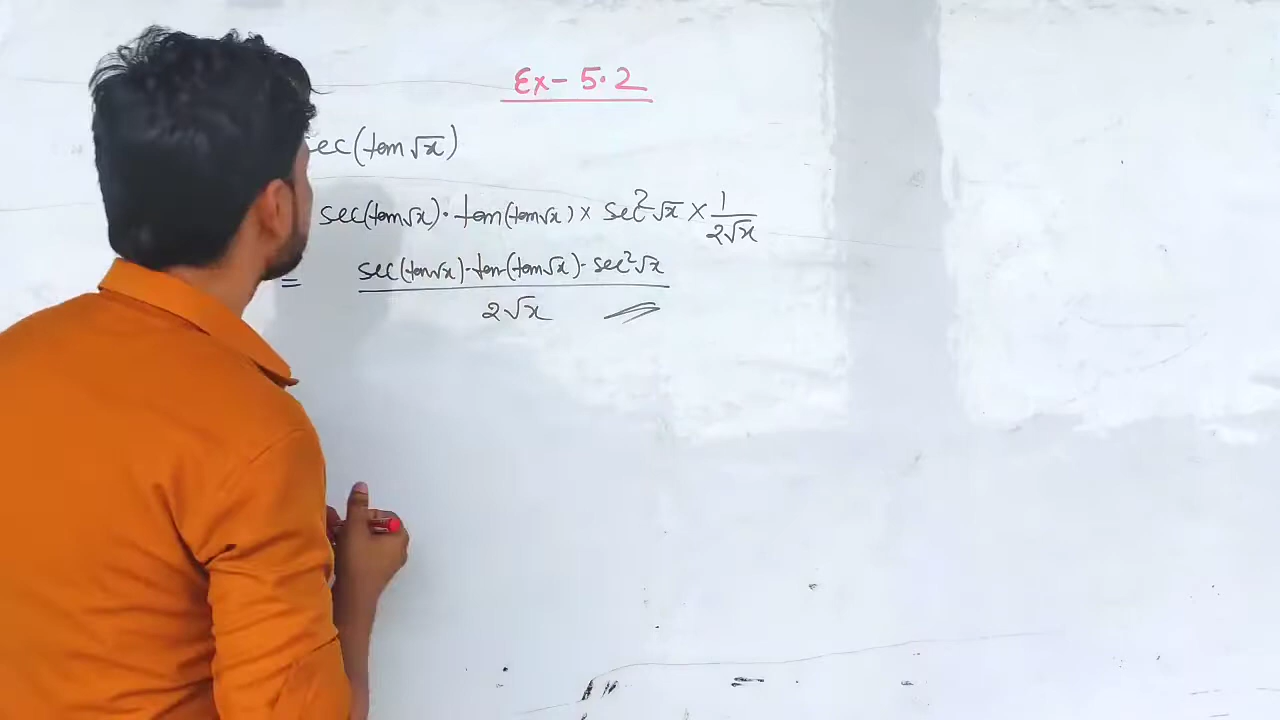 Ex - 5.2
sec(tan√x)
sec(tan√x)·tan(tan√x) × sec²√x × 1/2√x
= sec(tan√x)·tan(tan√x)·sec²√x / 2√x